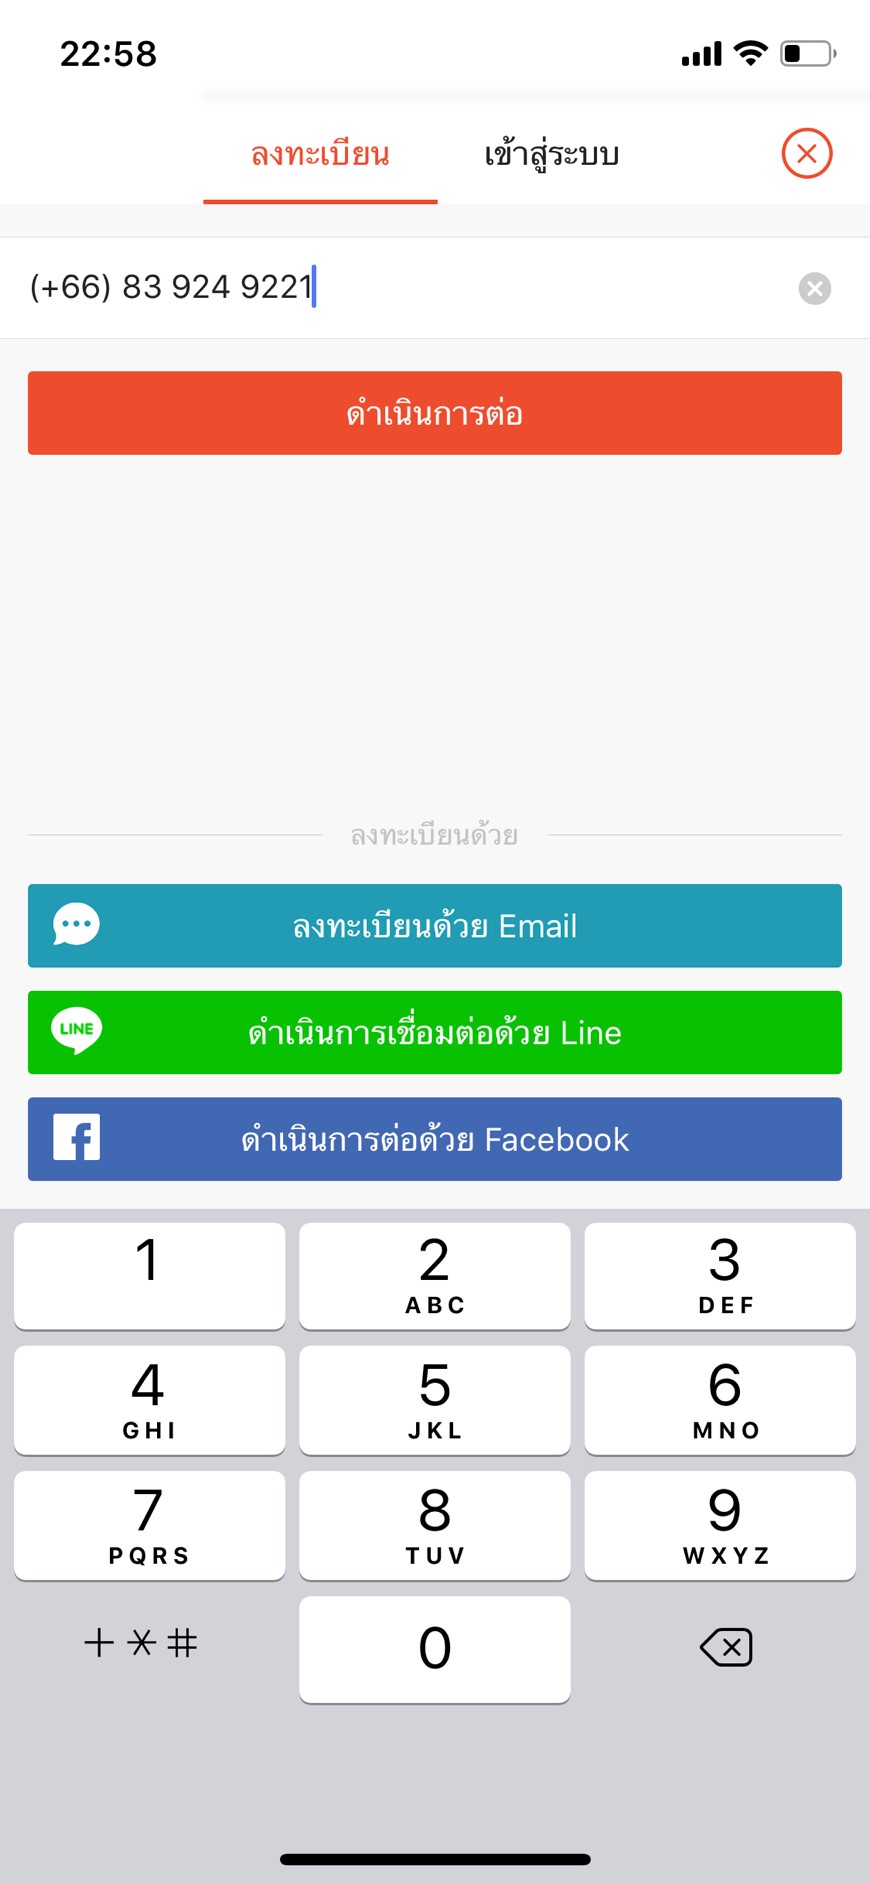 22:58
ลงทะเบียน
เข้าสู่ระบบ
(+66) 83 924 9221
ดำเนินการต่อ
ลงทะเบียนด้วย
ลงทะเบียนด้วย Email
LINE
ดำเนินการเชื่อมต่อด้วย Line
f
ดำเนินการต่อด้วย Facebook
1
2
ABC
3
DEF
4
GHI
5
JKL
6
MNO
7
PQRS
8
TUV
9
WXYZ
+*#
0